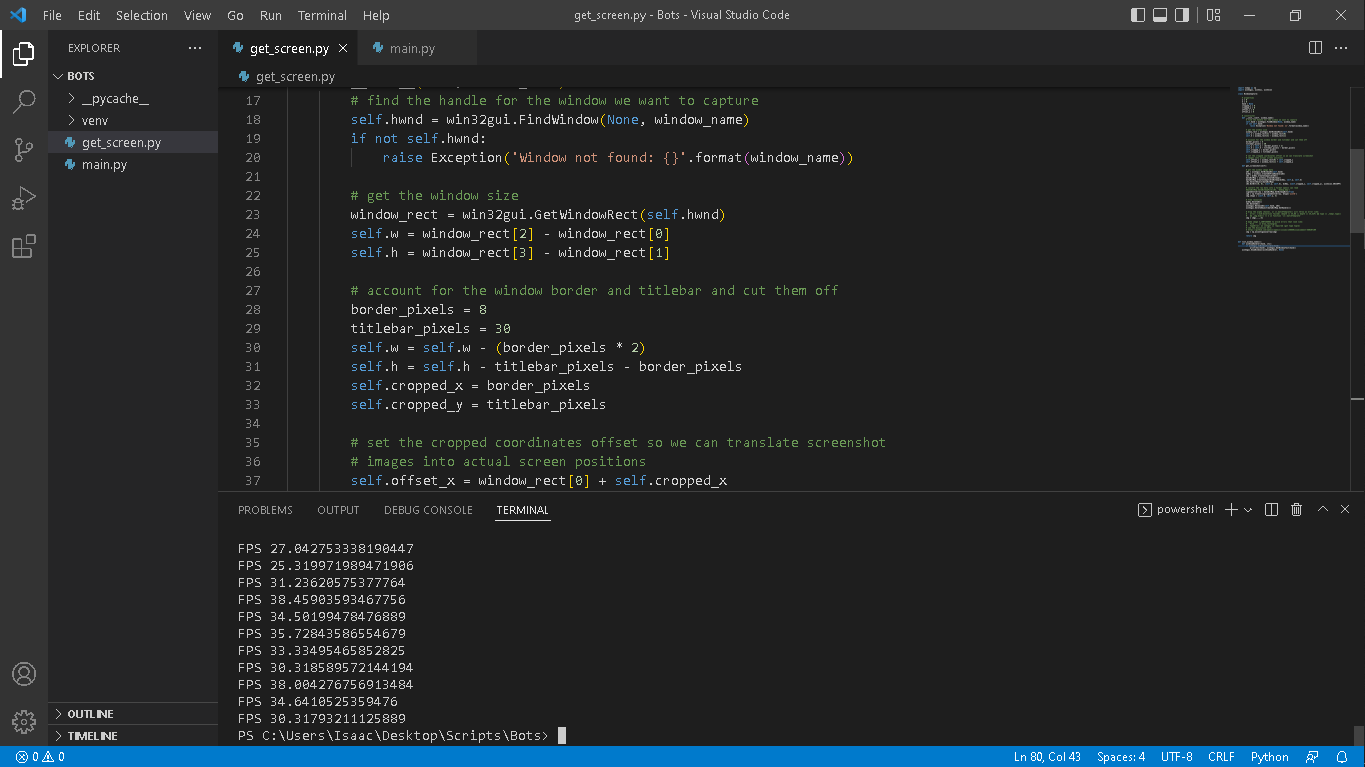 File Edit Selection View Go Run Terminal Help get_screen.py - Bots - Visual Studio Code
EXPLORER
BOTS
__pycache__
venv
get_screen.py
main.py
OUTLINE
TIMELINE
get_screen.py main.py
get_screen.py
17 # find the handle for the window we want to capture
18 self.hwnd = win32gui.FindWindow(None, window_name)
19 if not self.hwnd:
20 raise Exception('Window not found: {}'.format(window_name))
21
22 # get the window size
23 window_rect = win32gui.GetWindowRect(self.hwnd)
24 self.w = window_rect[2] - window_rect[0]
25 self.h = window_rect[3] - window_rect[1]
26
27 # account for the window border and titlebar and cut them off
28 border_pixels = 8
29 titlebar_pixels = 30
30 self.w = self.w - (border_pixels * 2)
31 self.h = self.h - titlebar_pixels - border_pixels
32 self.cropped_x = border_pixels
33 self.cropped_y = titlebar_pixels
34
35 # set the cropped coordinates offset so we can translate screenshot
36 # images into actual screen positions
37 self.offset_x = window_rect[0] + self.cropped_x
PROBLEMS OUTPUT DEBUG CONSOLE TERMINAL powershell
FPS 27.042753338190447
FPS 25.319971989471906
FPS 31.23620575377764
FPS 38.45903593467756
FPS 34.50199478476889
FPS 35.72843586554679
FPS 33.33495465852825
FPS 30.318589572144194
FPS 38.004276756913484
FPS 34.6410525359476
FPS 30.31793211125889
PS C:\Users\Isaac\Desktop\Scripts\Bots>
0 0 Ln 80, Col 43 Spaces: 4 UTF-8 CRLF Python